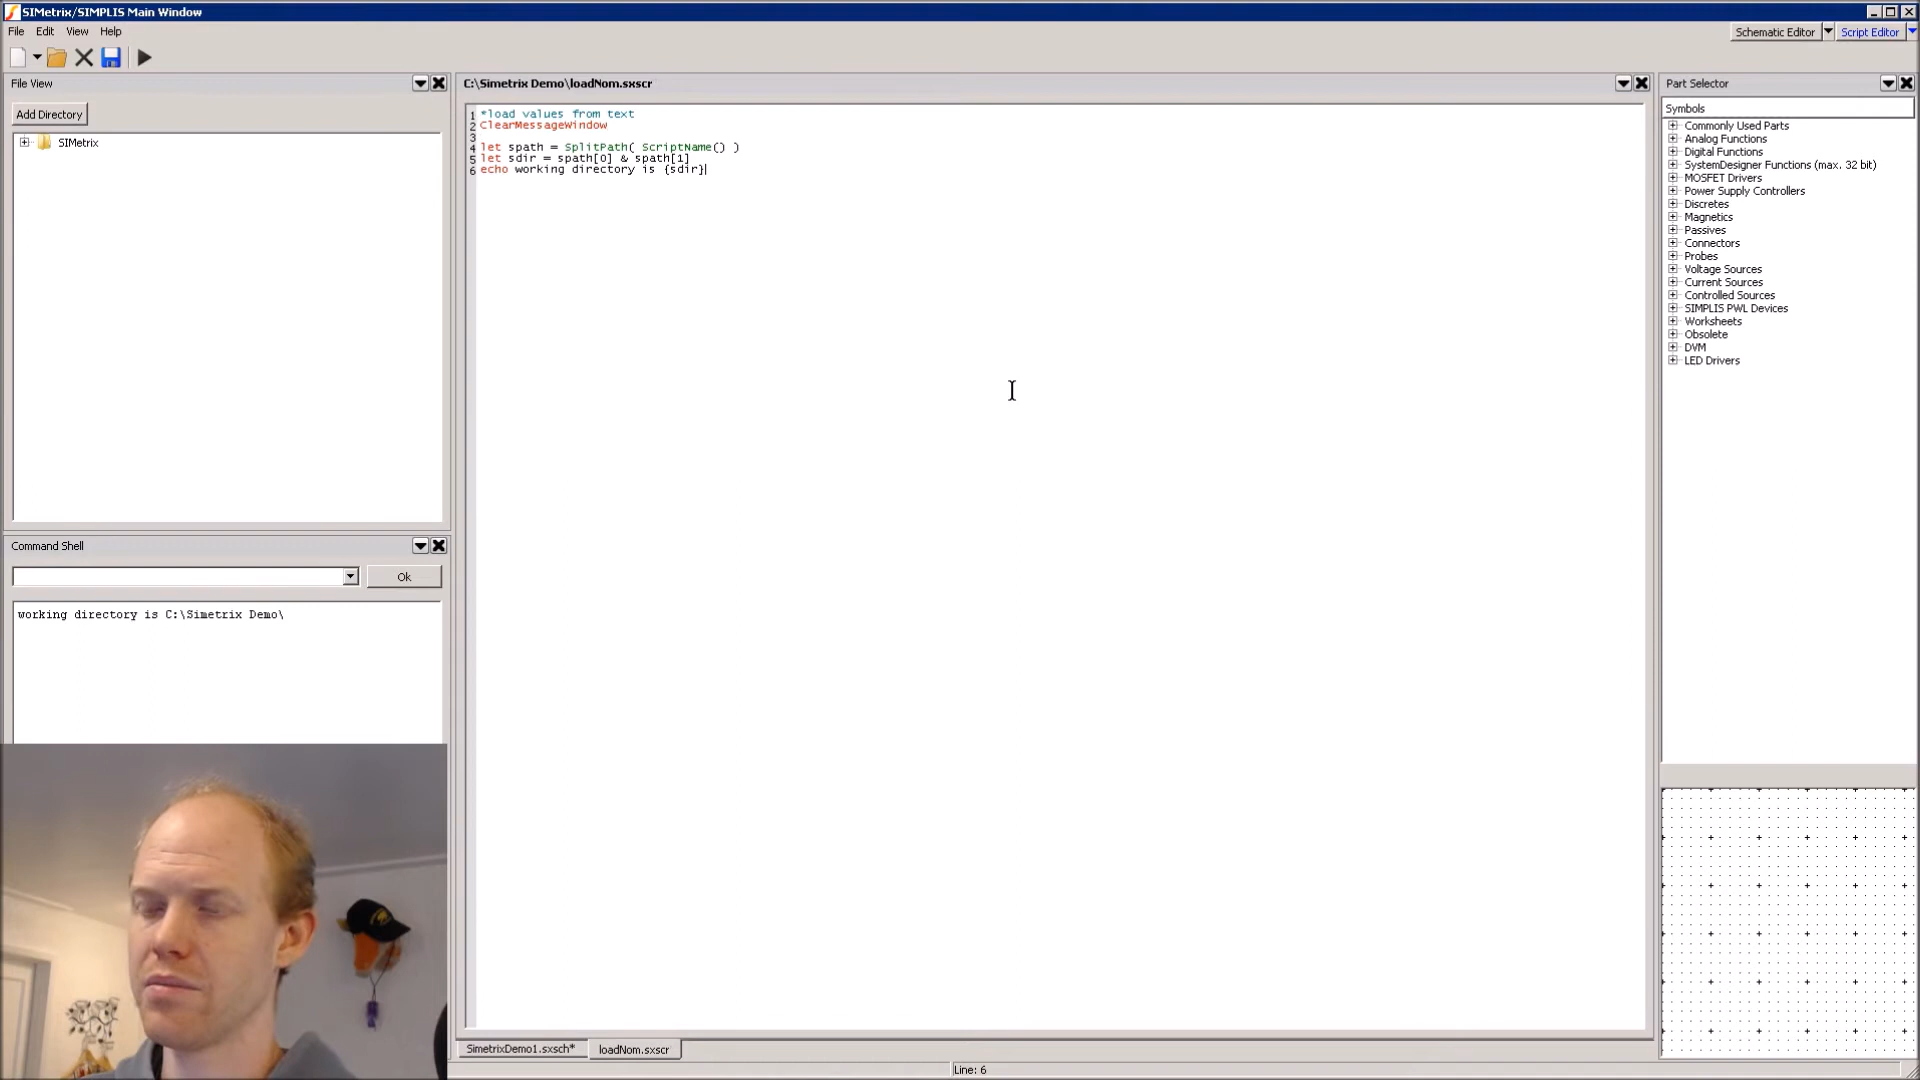 SIMetrix/SIMPLIS Main Window
File Edit View Help
Schematic Editor Script Editor
File View
Add Directory
SIMetrix
Command Shell
Ok
working directory is C:\Simetrix Demo\
C:\Simetrix Demo\loadNom.sxscr
1 *load values from text
2 ClearMessageWindow
3
4 let spath = SplitPath( ScriptName() )
5 let sdir = spath[0] & spath[1]
6 echo working directory is {sdir}
SimetrixDemo1.sxsch* loadNom.sxscr
Line: 6
Part Selector
Symbols
Commonly Used Parts
Analog Functions
Digital Functions
SystemDesigner Functions (max. 32 bit)
MOSFET Drivers
Power Supply Controllers
Discretes
Magnetics
Passives
Connectors
Probes
Voltage Sources
Current Sources
Controlled Sources
SIMPLIS PWL Devices
Worksheets
Obsolete
DVM
LED Drivers